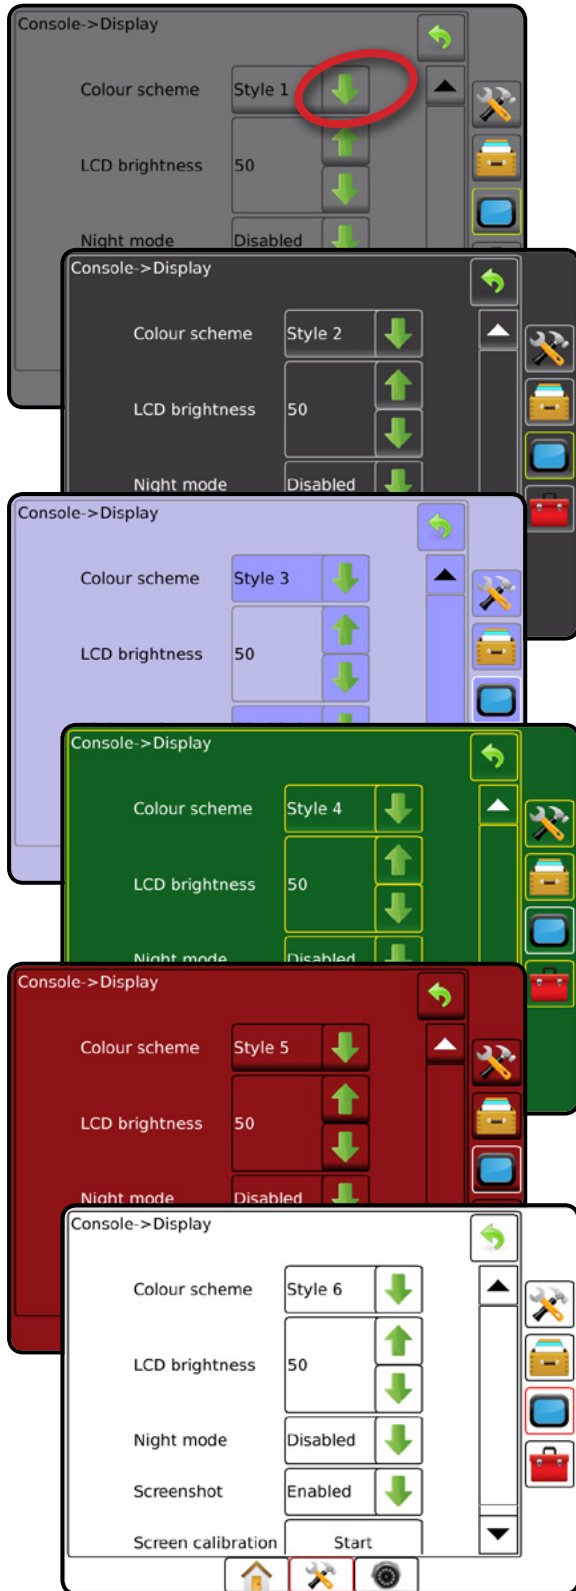 Console->Display
Colour scheme Style 1
LCD brightness 50
Night mode Disabled
Console->Display
Colour scheme Style 2
LCD brightness 50
Night mode Disabled
Console->Display
Colour scheme Style 3
LCD brightness 50
Console->Display
Colour scheme Style 4
LCD brightness 50
Night mode Disabled
Console->Display
Colour scheme Style 5
LCD brightness 50
Night mode Disabled
Console->Display
Colour scheme Style 6
LCD brightness 50
Night mode Disabled
Screenshot Enabled
Screen calibration Start